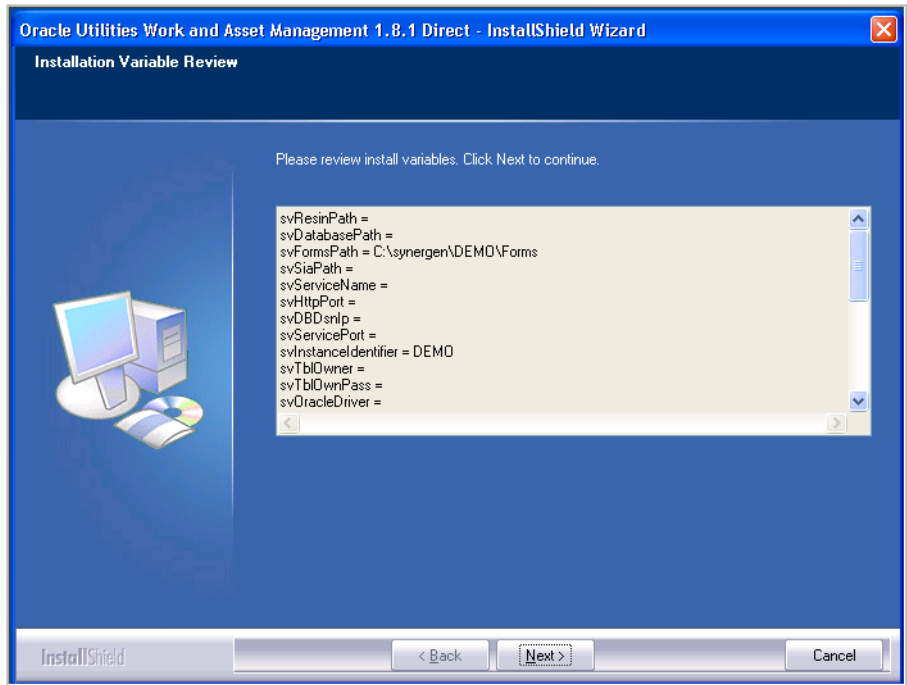 Oracle Utilities Work and Asset Management 1.8.1 Direct - InstallShield Wizard
Installation Variable Review
Please review install variables. Click Next to continue.
svResinPath =
svDatabasePath =
svFormsPath = C:\synergen\DEMO\Forms
svSiaPath =
svServiceName =
svHttpPort =
svDBDsnIp =
svServicePort =
svInstanceIdentifier = DEMO
svTblOwner =
svTblOwnPass =
svOracleDriver =
InstallShield
< Back
Next >
Cancel